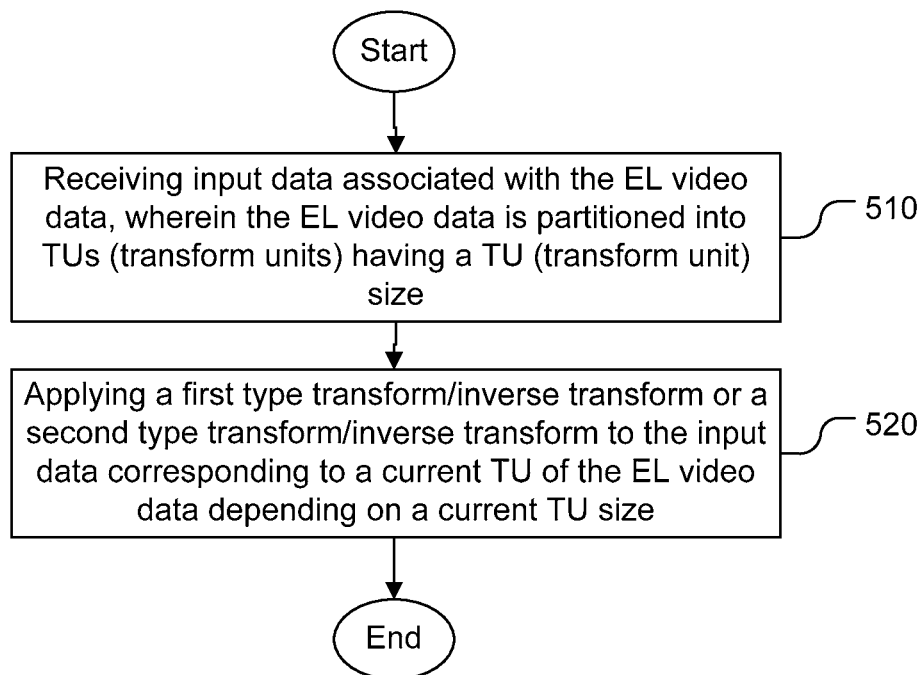 Start
Receiving input data associated with the EL video
data, wherein the EL video data is partitioned into
TUs (transform units) having a TU (transform unit)
size
510
Applying a first type transform/inverse transform or a
second type transform/inverse transform to the input
data corresponding to a current TU of the EL video
data depending on a current TU size
520
End